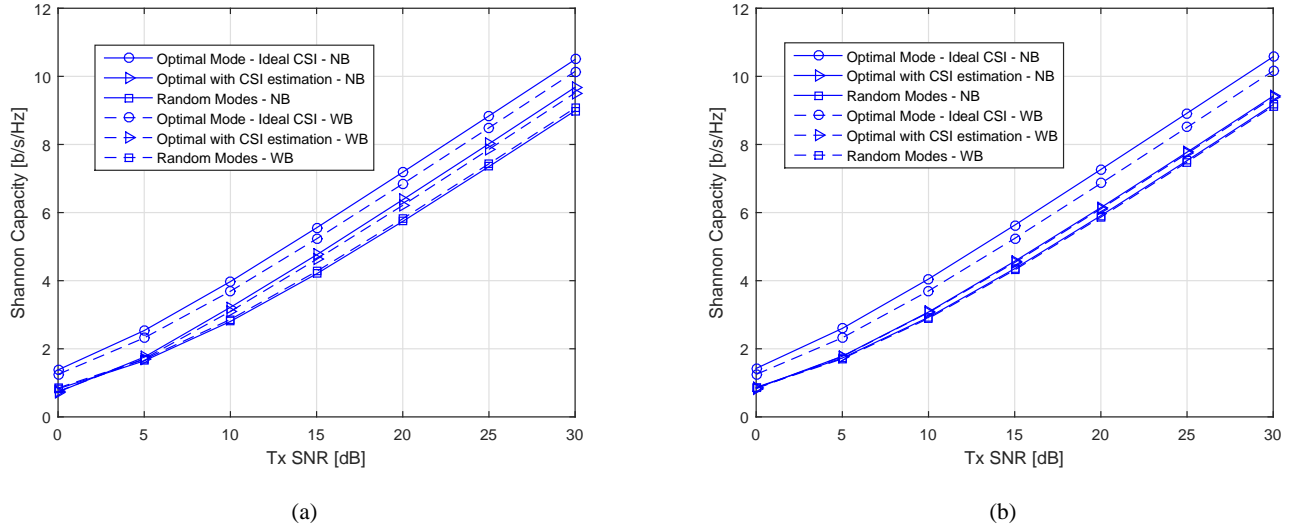 12
10
8
6
4
2
0
Shannon Capacity [b/s/Hz]
Optimal Mode - Ideal CSI - NB
Optimal with CSI estimation - NB
Random Modes - NB
Optimal Mode - Ideal CSI - WB
Optimal with CSI estimation - WB
Random Modes - WB
0 5 10 15 20 25 30
Tx SNR [dB]
(a)
12
10
8
6
4
2
0
Shannon Capacity [b/s/Hz]
Optimal Mode - Ideal CSI - NB
Optimal with CSI estimation - NB
Random Modes - NB
Optimal Mode - Ideal CSI - WB
Optimal with CSI estimation - WB
Random Modes - WB
0 5 10 15 20 25 30
Tx SNR [dB]
(b)